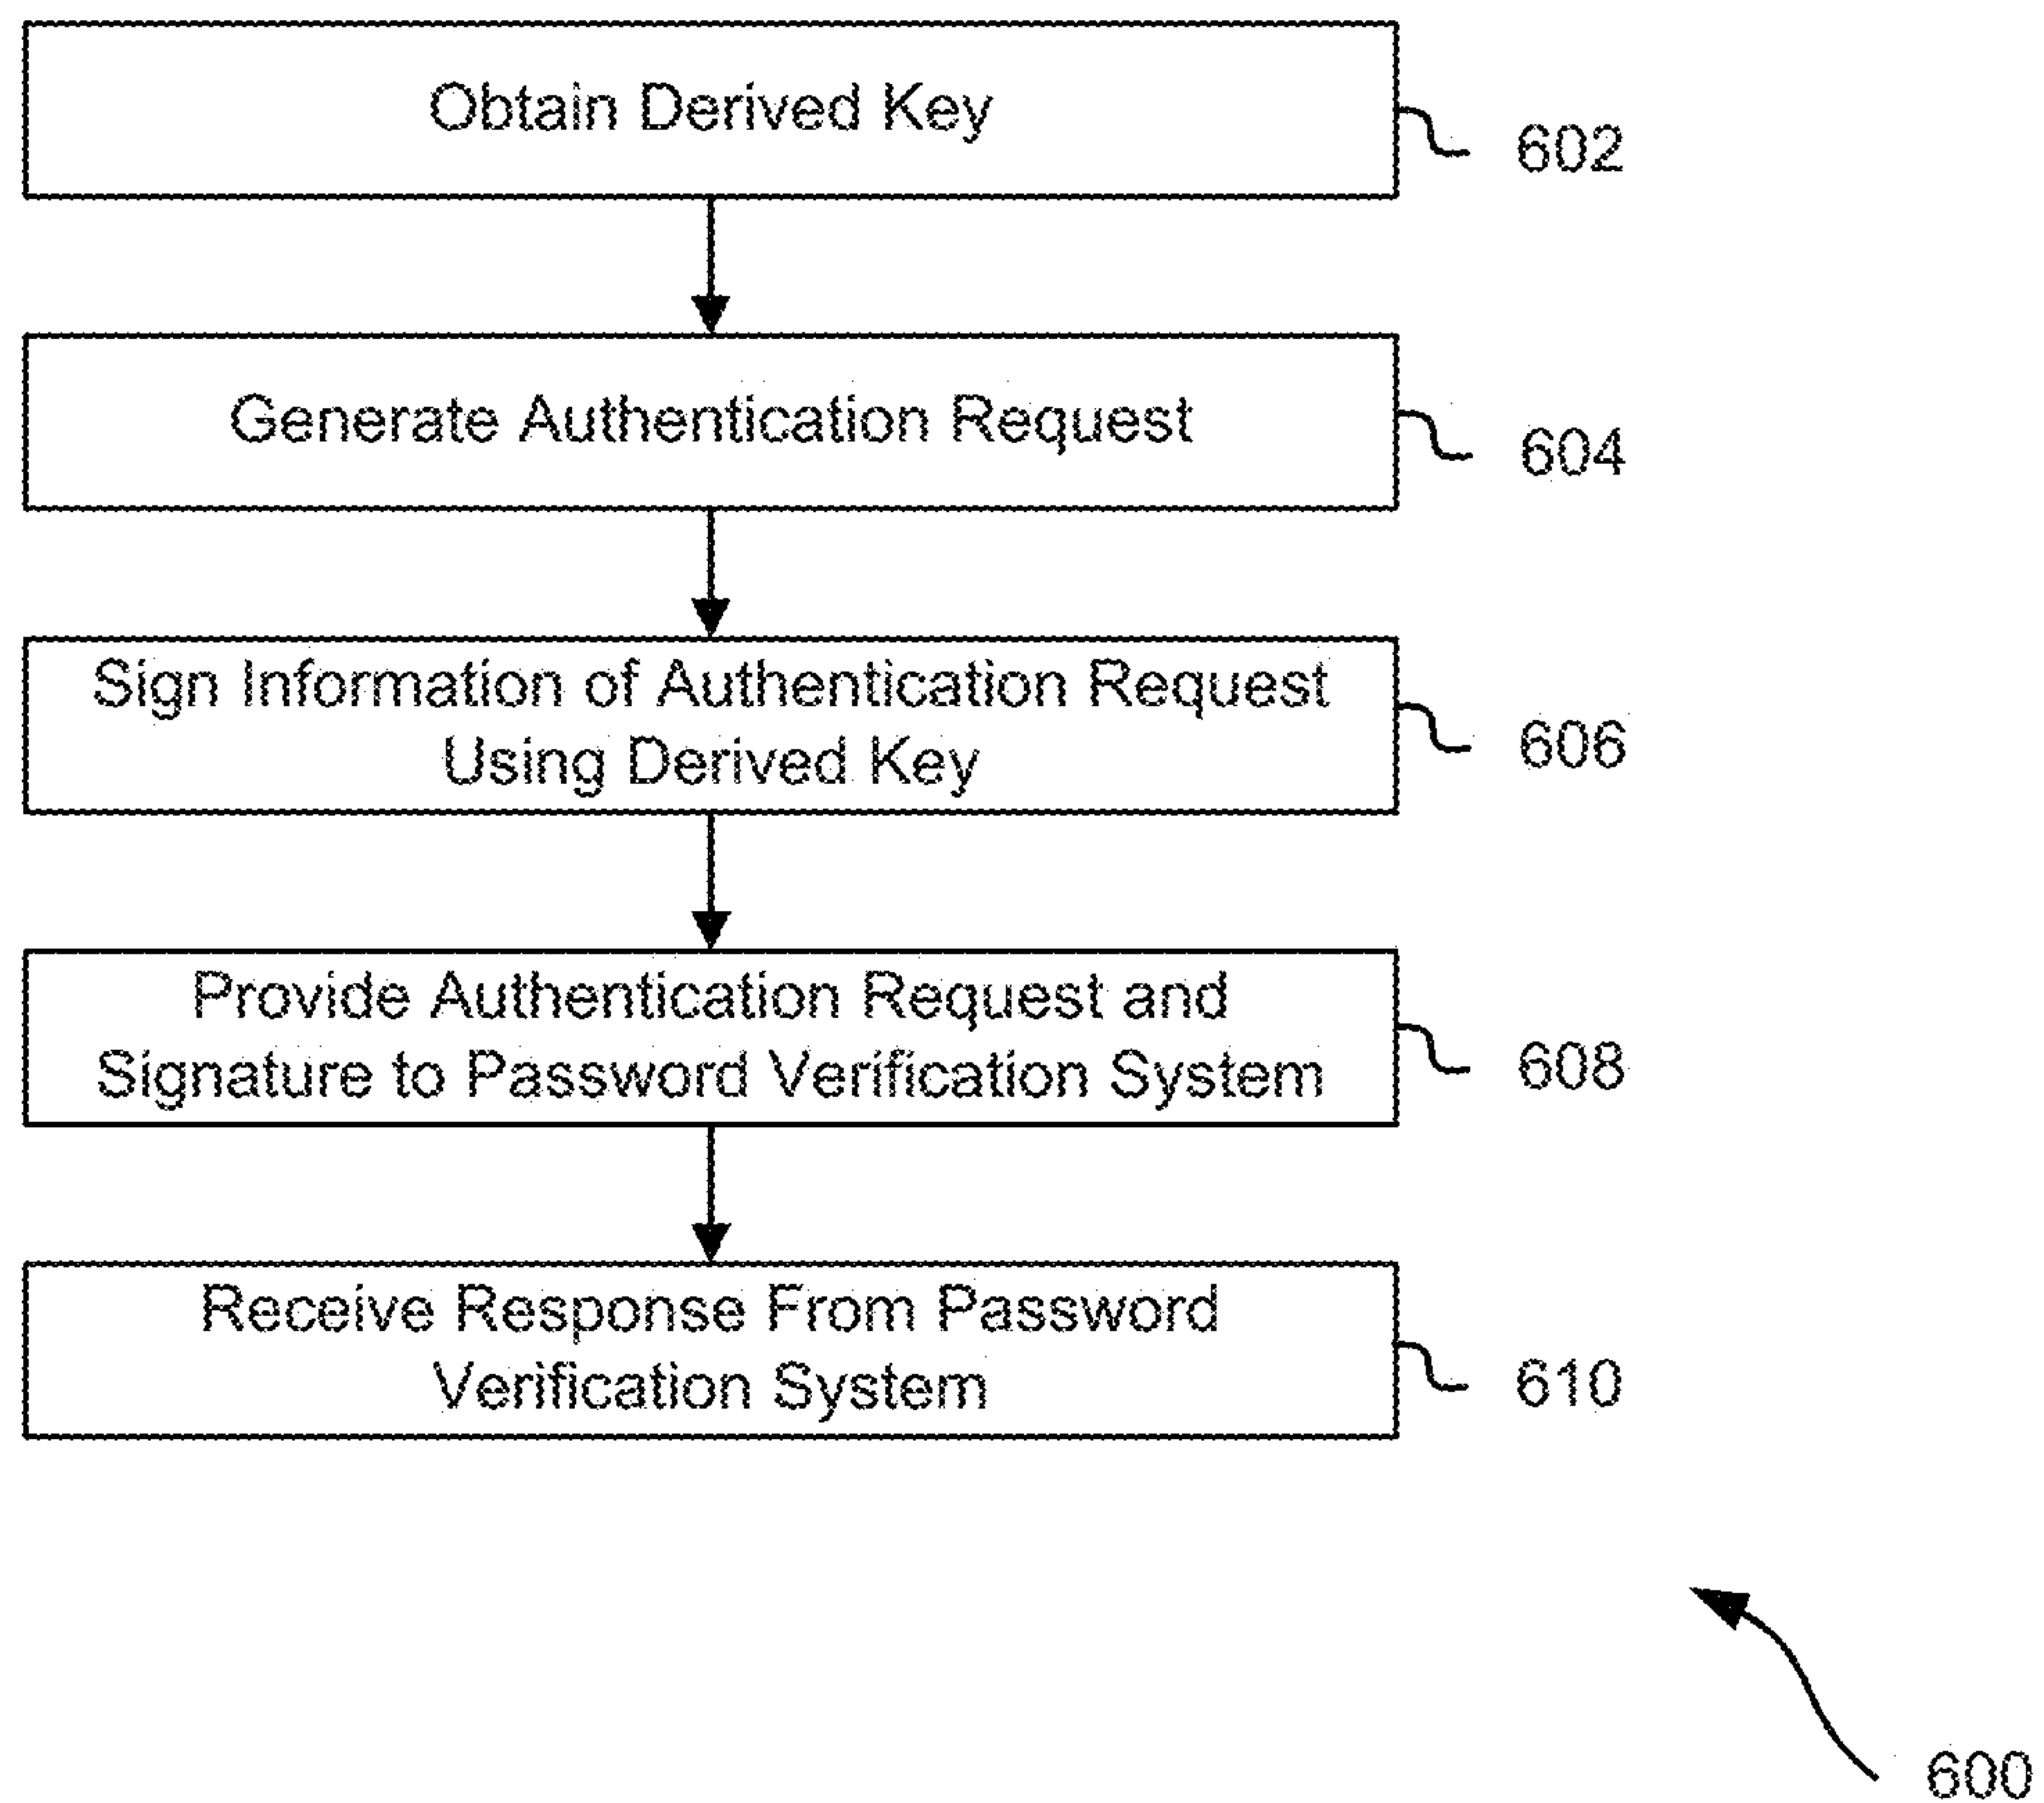 Obtain Derived Key
602
Generate Authentication Request
604
Sign Information of Authentication Request
Using Derived Key
606
Provide Authentication Request and
Signature to Password Verification System
608
Receive Response From Password
Verification System
610
600